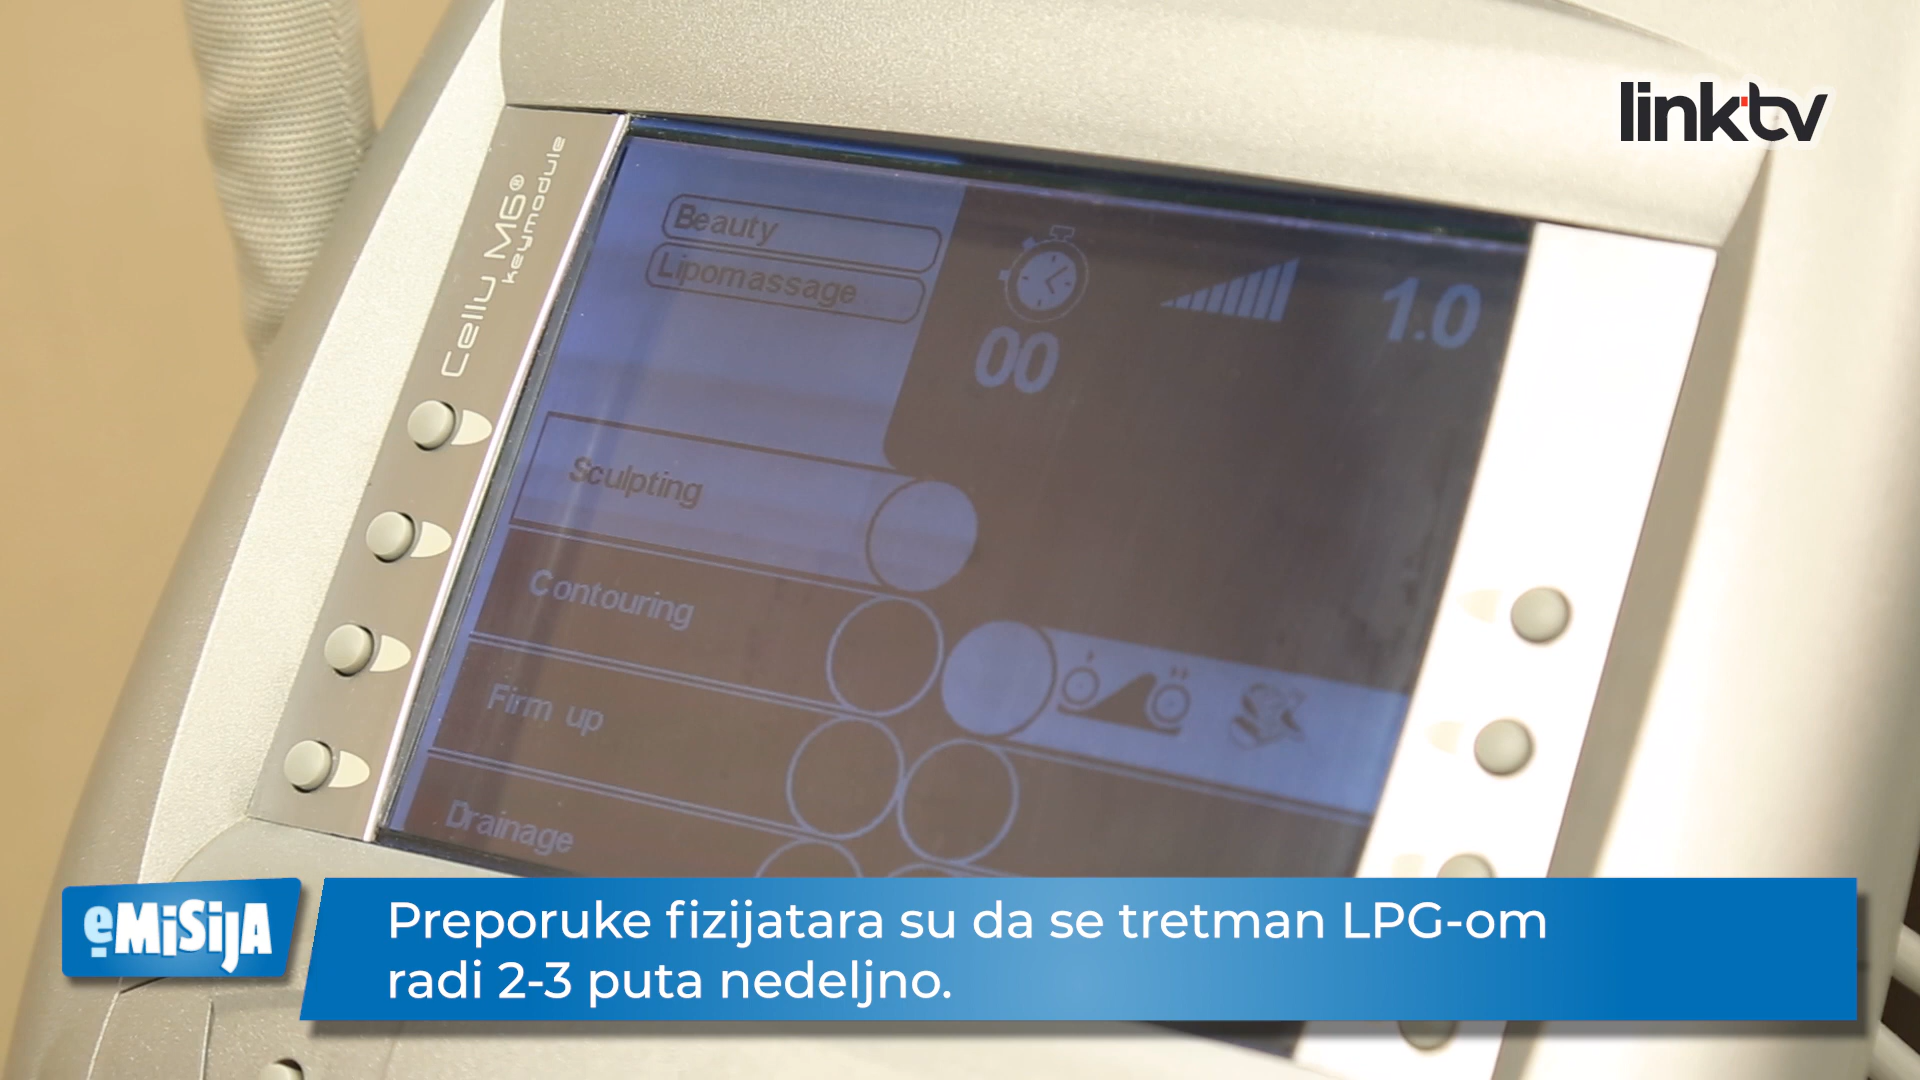 linktv
Cellu M6®
keymodule
Beauty
Lipomassage
00
1.0
Sculpting
Contouring
Firm up
Drainage
eMiSijA
Preporuke fizijatara su da se tretman LPG-om
radi 2-3 puta nedeljno.